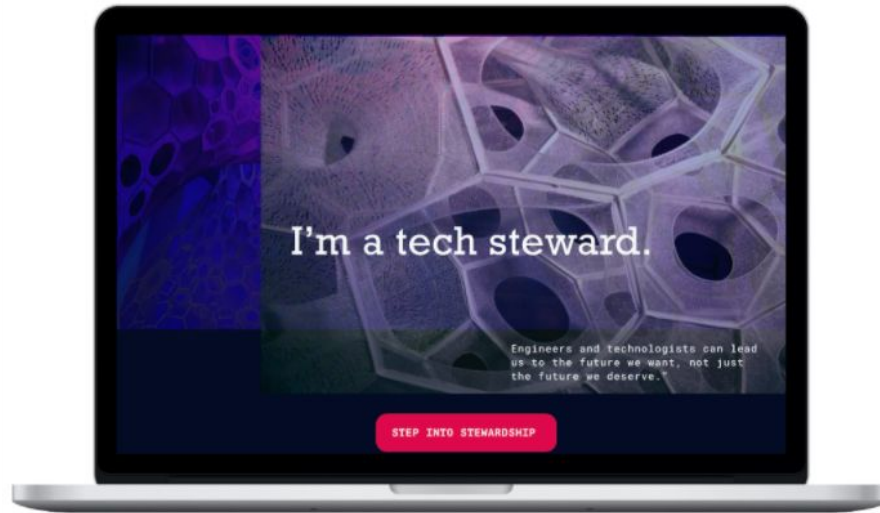 I'm a tech steward.
Engineers and technologists can lead
us to the future we want, not just
the future we deserve."
STEP INTO STEWARDSHIP